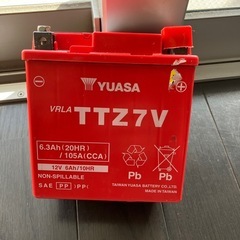 YUASA
VRLA TTZ7V
6.3Ah(20HR)
/105A(CCA)
12V 6Ah/10HR
NON-SPILLABLE
SAE PP PP
Pb Pb
TAIWAN YUASA BATTERY CO.,LTD
MADE IN TAIWAN